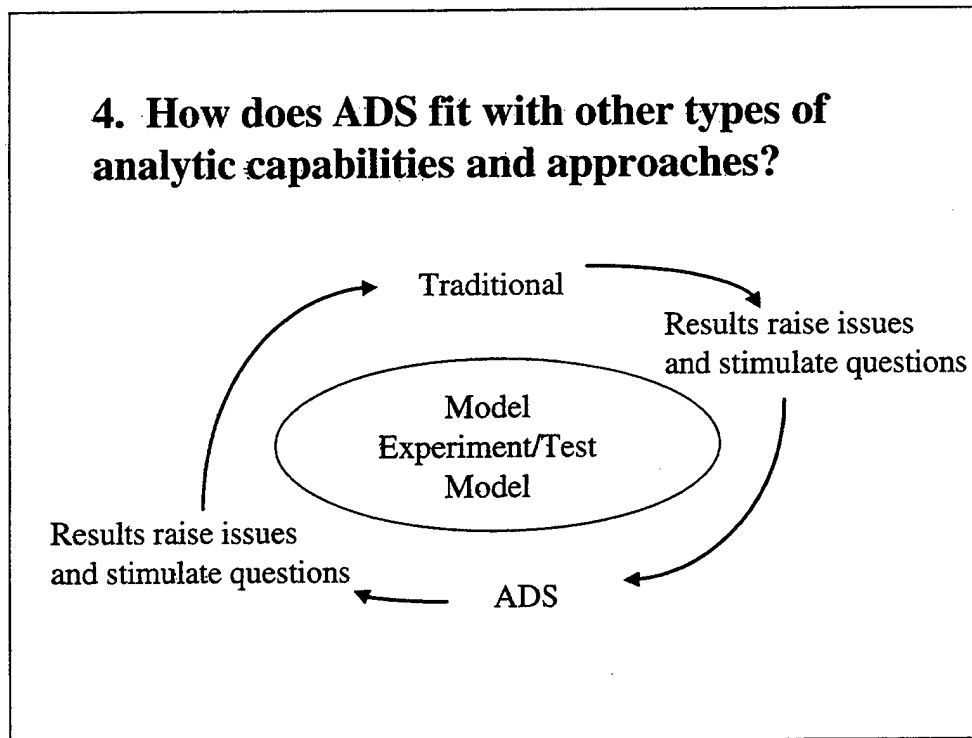 4. How does ADS fit with other types of
analytic capabilities and approaches?
Traditional
Results raise issues
and stimulate questions
Model
Experiment/Test
Model
Results raise issues
and stimulate questions
ADS